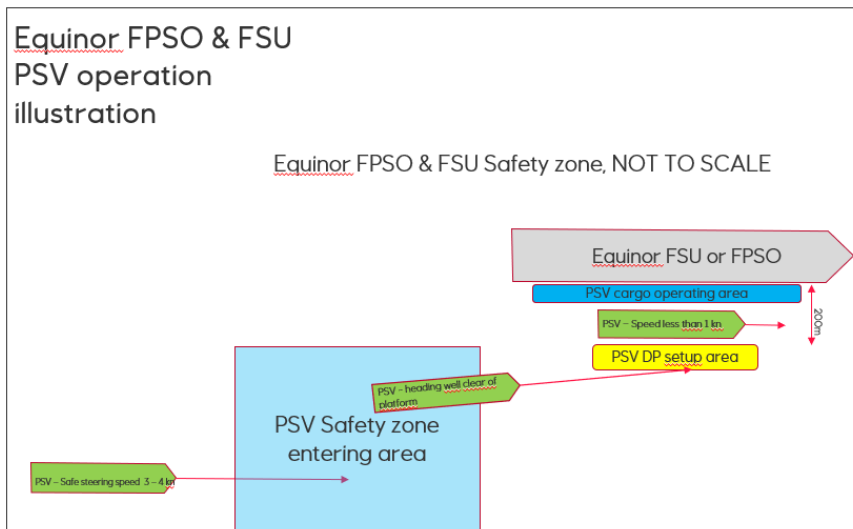 Equinor FPSO & FSU
PSV operation
illustration
Equinor FPSO & FSU Safety zone, NOT TO SCALE
Equinor FSU or FPSO
PSV cargo operating area
PSV – Speed less than 1 kn
200m
PSV DP setup area
PSV – heading well clear of
platform
PSV Safety zone
entering area
PSV – Safe steering speed 3 – 4 kn